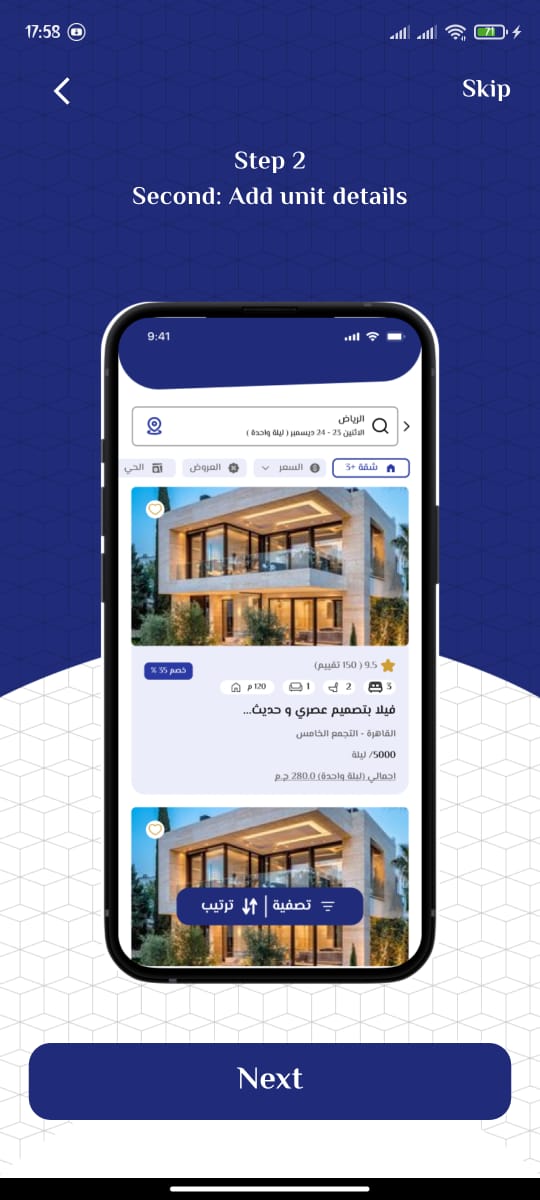 17:58
71
Skip
Step 2
Second: Add unit details
9:41
الرياض
الاثنين 23 - 24 ديسمبر ( ليلة واحدة )
شقة +3
السعر
العروض
الحي
9.5 ( 150 تقييم)
خصم 35 %
3
2
1
120 م
فيلا بتصميم عصري و حديث...
القاهرة - التجمع الخامس
5000/ ليلة
إجمالي (ليلة واحدة) 280.0 ج.م
تصفية | ترتيب
Next